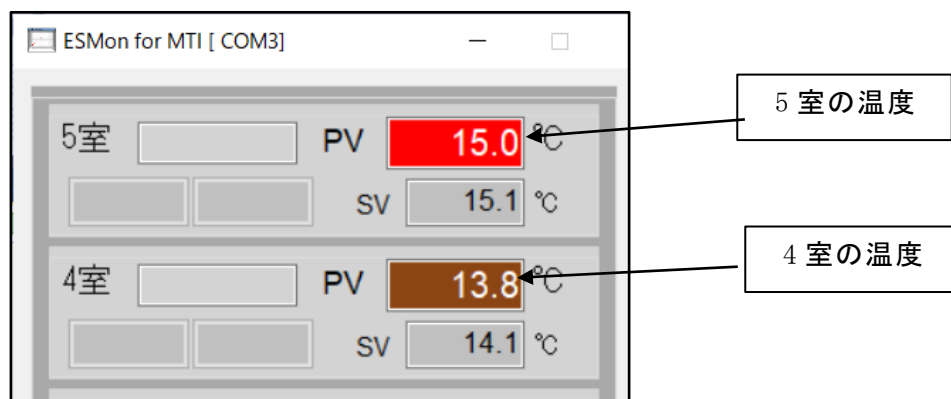 ESMon for MTI [ COM3]
5室 PV 15.0 ℃
SV 15.1 ℃
4室 PV 13.8 ℃
SV 14.1 ℃
5室の温度
4室の温度